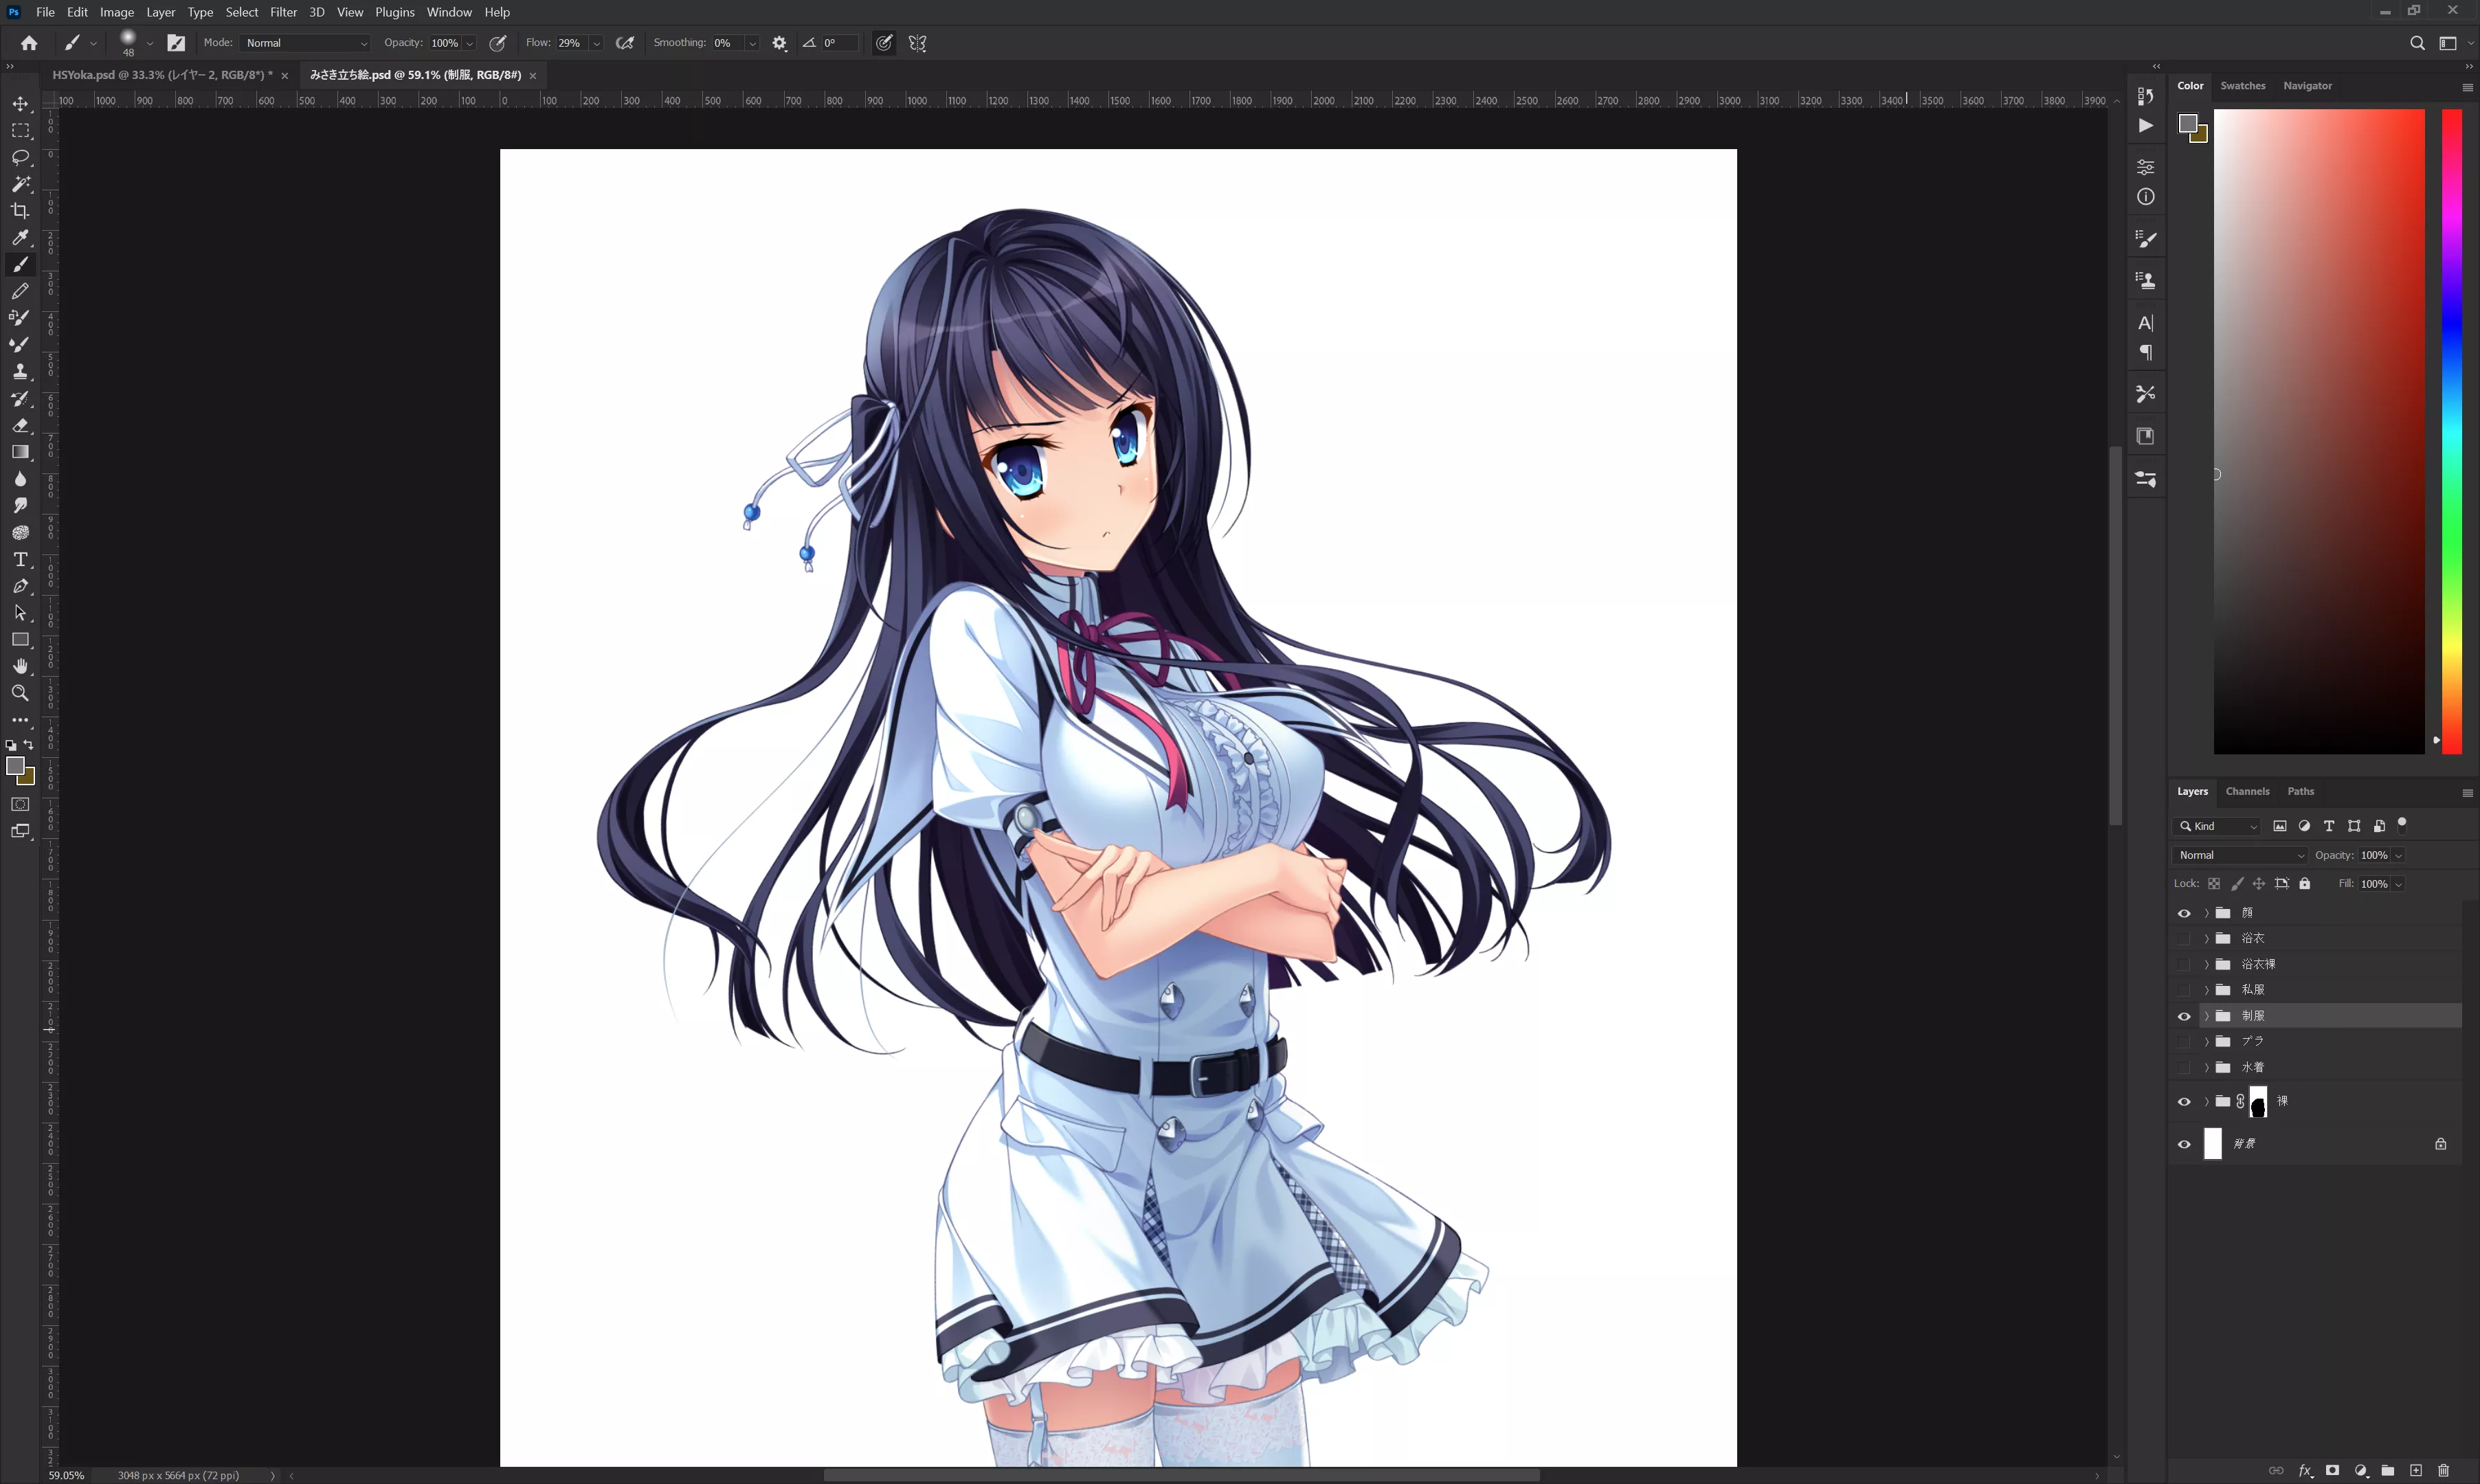 Ps File Edit Image Layer Type Select Filter 3D View Plugins Window Help
48 Mode: Normal Opacity: 100% Flow: 29% Smoothing: 0% 0°
HSYoka.psd @ 33.3% (レイヤー 2, RGB/8*) * × みさき立ち絵.psd @ 59.1% (制服, RGB/8#) ×
100 1000 900 800 700 600 500 400 300 200 100 0 100 200 300 400 500 600 700 800 900 1000 1100 1200 1300 1400 1500 1600 1700 1800 1900 2000 2100 2200 2300 2400 2500 2600 2700 2800 2900 3000 3100 3200 3300 3400 3500 3600 3700 3800 3900
Color Swatches Navigator
Layers Channels Paths
Kind
Normal Opacity: 100%
Lock: Fill: 100%
顔
浴衣
浴衣裸
私服
制服
ブラ
水着
裸
背景
59.05% 3048 px x 5664 px (72 ppi)